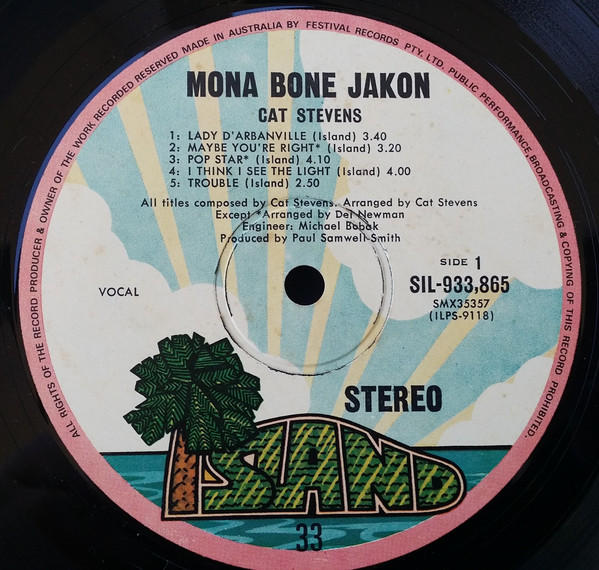 ALL RIGHTS OF THE RECORD PRODUCER & OWNER OF THE WORK RECORDED RESERVED MADE IN AUSTRALIA BY FESTIVAL RECORDS PTY. LTD. PUBLIC PERFORMANCE, BROADCASTING & COPYING OF THIS RECORD PROHIBITED.
MONA BONE JAKON
CAT STEVENS
1: LADY D'ARBANVILLE (Island) 3.40
2: MAYBE YOU'RE RIGHT* (Island) 3.20
3: POP STAR* (Island) 4.10
4: I THINK I SEE THE LIGHT (Island) 4.00
5: TROUBLE (Island) 2.50
All titles composed by Cat Stevens. Arranged by Cat Stevens
Except *Arranged by Del Newman
Engineer: Michael Bobak
Produced by Paul Samwell Smith
SIDE 1
SIL-933,865
SMX35357
(ILPS-9118)
VOCAL
STEREO
ISLAND
33